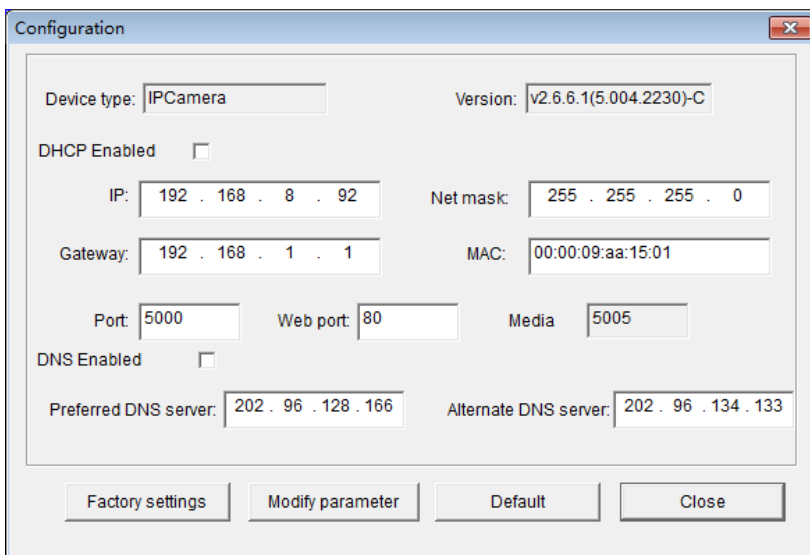 Configuration
Device type: IPCamera Version: v2.6.6.1(5.004.2230)-C
DHCP Enabled
IP: 192 . 168 . 8 . 92 Net mask: 255 . 255 . 255 . 0
Gateway: 192 . 168 . 1 . 1 MAC: 00:00:09:aa:15:01
Port: 5000 Web port: 80 Media 5005
DNS Enabled
Preferred DNS server: 202 . 96 . 128 . 166 Alternate DNS server: 202 . 96 . 134 . 133
Factory settings Modify parameter Default Close